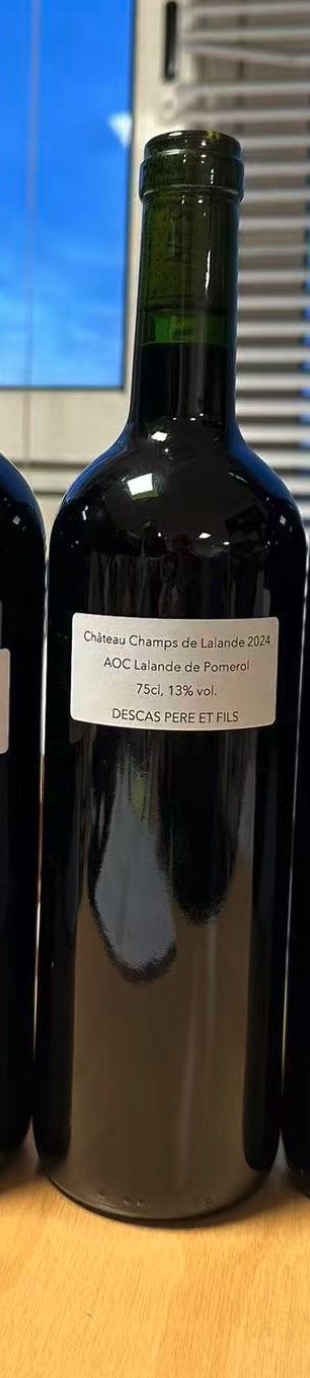 Château Champs de Lalande 2024
AOC Lalande de Pomerol
75cl, 13% vol.
DESCAS PERE ET FILS